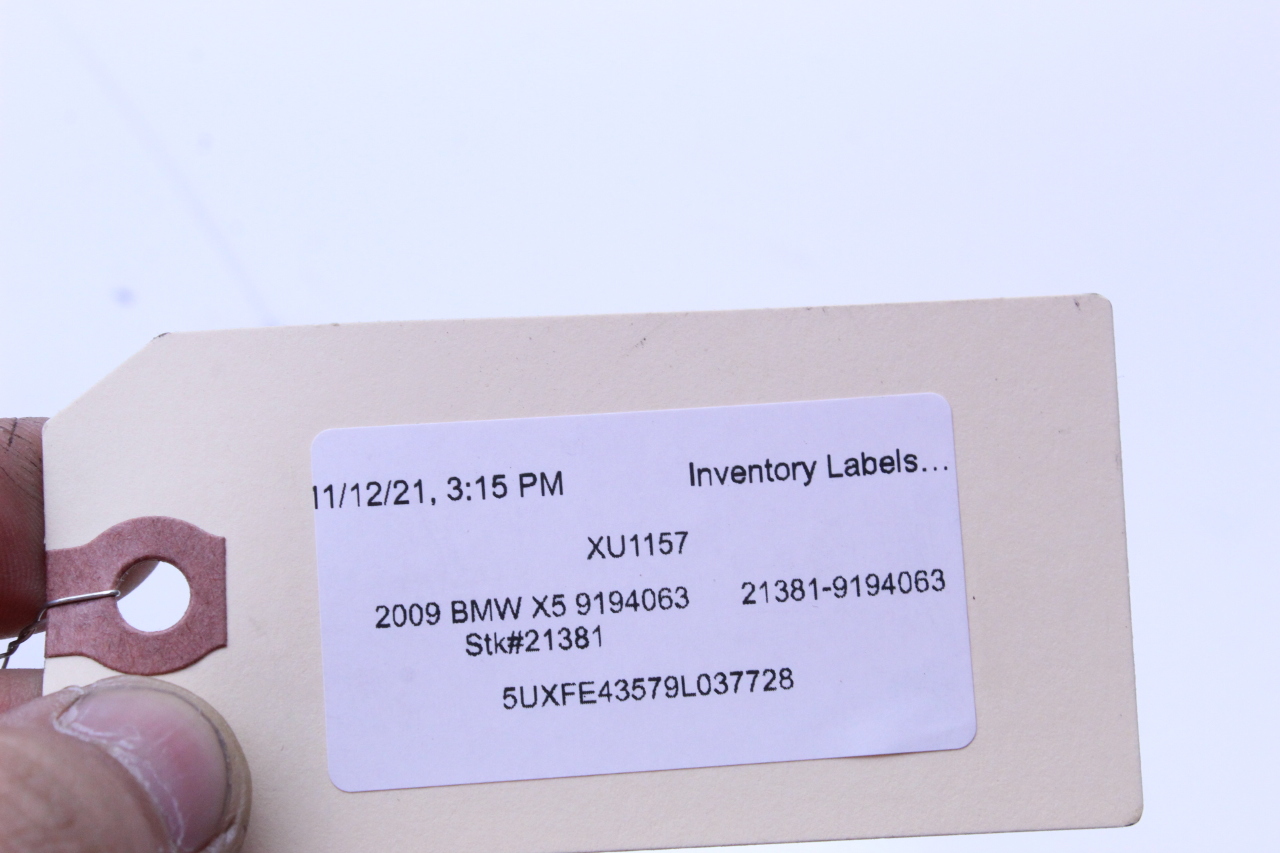 11/12/21, 3:15 PM Inventory Labels...
XU1157
2009 BMW X5 9194063 21381-9194063
Stk#21381
5UXFE43579L037728